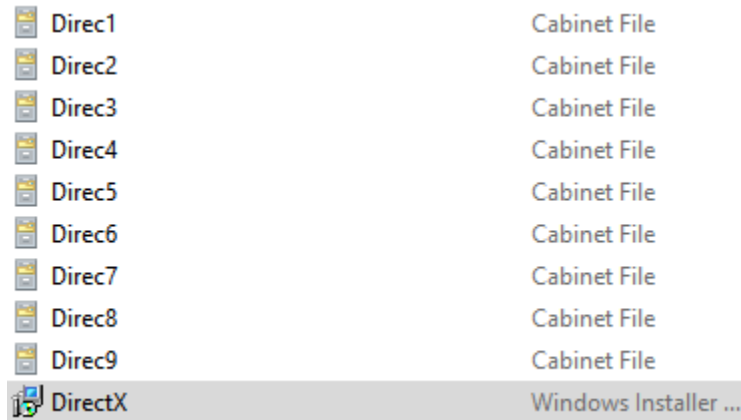 Direc1 Cabinet File
Direc2 Cabinet File
Direc3 Cabinet File
Direc4 Cabinet File
Direc5 Cabinet File
Direc6 Cabinet File
Direc7 Cabinet File
Direc8 Cabinet File
Direc9 Cabinet File
DirectX Windows Installer ...